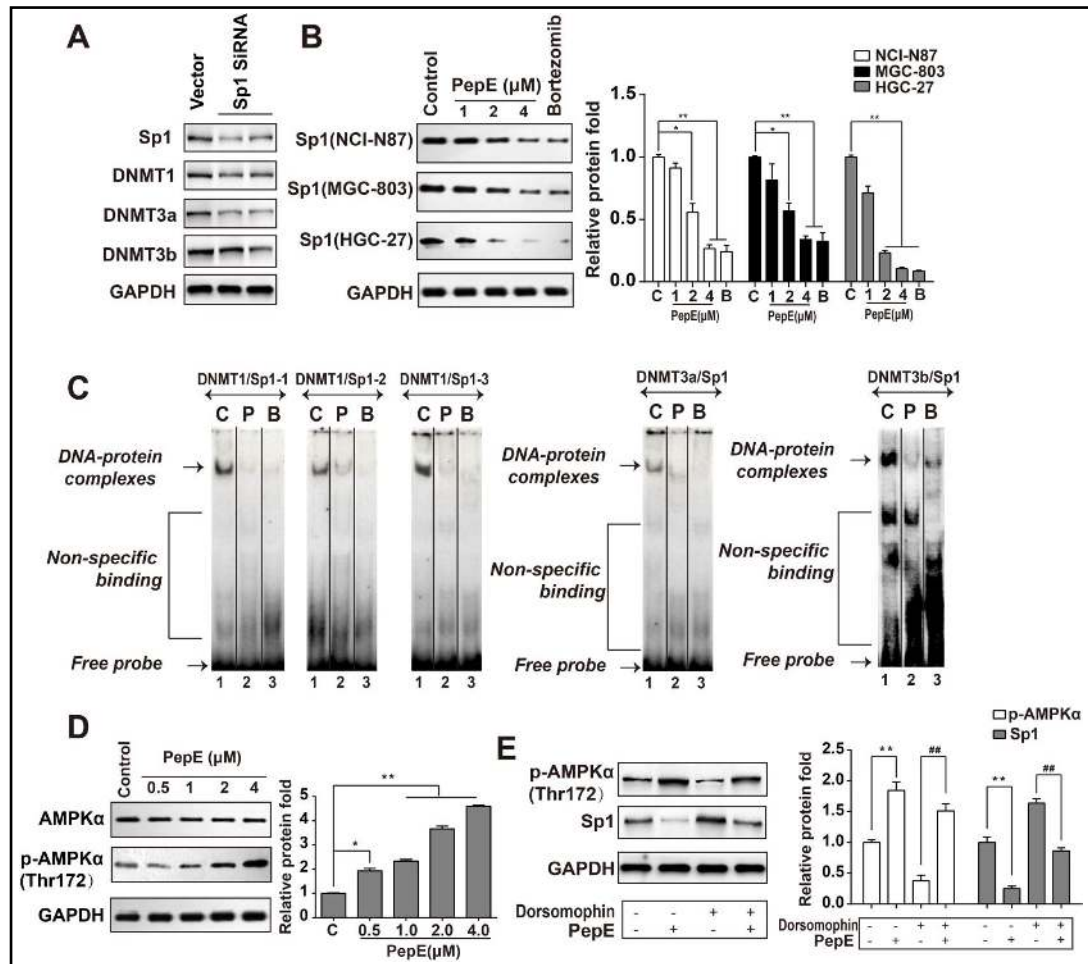 A
Vector
Sp1 SiRNA
Sp1
DNMT1
DNMT3a
DNMT3b
GAPDH
B
Control
PepE (μM)
1 2 4
Bortezomib
Sp1(NCI-N87)
Sp1(MGC-803)
Sp1(HGC-27)
GAPDH
NCI-N87
MGC-803
HGC-27
Relative protein fold
1.0
0.5
0.0
** * ** * **
C 1 2 4 B C 1 2 4 B C 1 2 4 B
PepE(μM) PepE(μM) PepE(μM)
C
DNMT1/Sp1-1 DNMT1/Sp1-2 DNMT1/Sp1-3
C P B C P B C P B
DNA-protein
complexes
Non-specific
binding
Free probe
1 2 3 1 2 3 1 2 3
DNMT3a/Sp1
C P B
DNA-protein
complexes
Non-specific
binding
Free probe
1 2 3
DNMT3b/Sp1
C P B
DNA-protein
complexes
Non-specific
binding
Free probe
1 2 3
D
Control
PepE (μM)
0.5 1 2 4
AMPKα
p-AMPKα
(Thr172)
GAPDH
Relative protein fold
5
4
3
2
1
0
**
*
C 0.5 1.0 2.0 4.0
PepE(μM)
E
p-AMPKα
(Thr172)
Sp1
GAPDH
Dorsomophin - - + +
PepE - + - +
p-AMPKα
Sp1
Relative protein fold
2.5
2.0
1.5
1.0
0.5
0.0
** ## ** ##
Dorsomophin - - + + - - + +
PepE - + - + - + - +